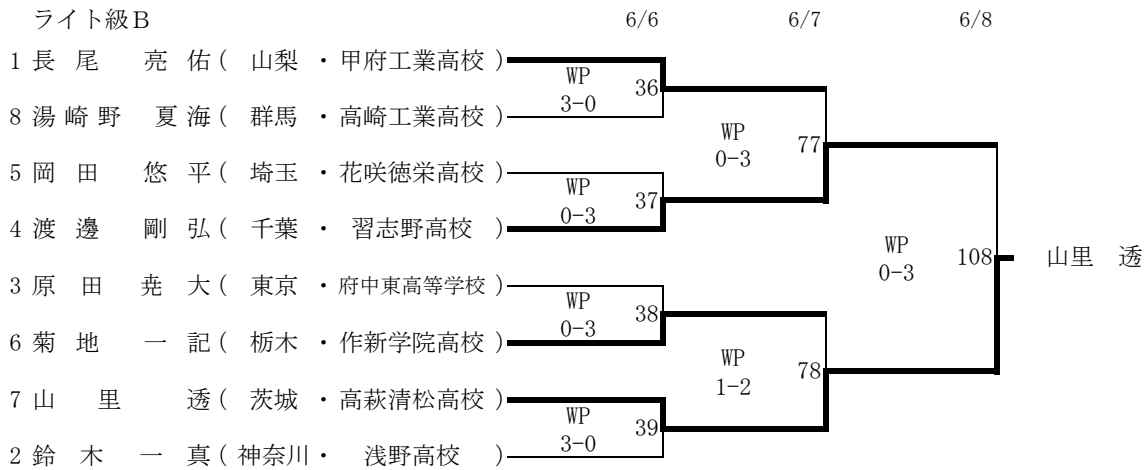 ライト級B 6/6 6/7 6/8
1 長尾 亮佑( 山梨 ・甲府工業高校 )
WP 36
3-0
8 湯崎野 夏海( 群馬 ・高崎工業高校 )
WP 77
0-3
5 岡田 悠平( 埼玉 ・花咲徳栄高校 )
WP 37
0-3
4 渡邊 剛弘( 千葉 ・ 習志野高校 )
WP 108 山里 透
0-3
3 原田 尭大( 東京 ・府中東高等学校 )
WP 38
0-3
6 菊地 一記( 栃木 ・作新学院高校 )
WP 78
1-2
7 山里 透( 茨城 ・高萩清松高校 )
WP 39
3-0
2 鈴木 一真( 神奈川・ 浅野高校 )